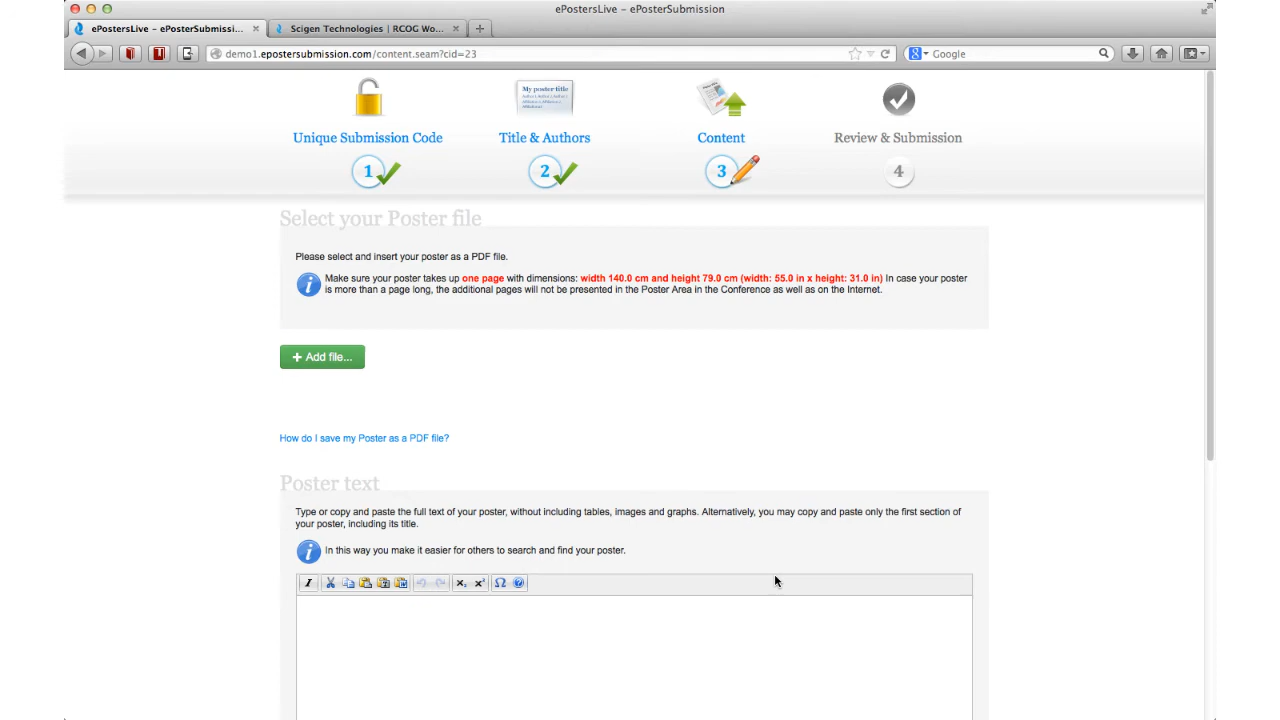 ePostersLive – ePosterSubmission
ePostersLive – ePosterSubmissi...
Scigen Technologies | RCOG Wo...
demo1.epostersubmission.com/content.seam?cid=23
Google
My poster title
Unique Submission Code
Title & Authors
Content
Review & Submission
1
2
3
4
Select your Poster file
Please select and insert your poster as a PDF file.
Make sure your poster takes up one page with dimensions: width 140.0 cm and height 79.0 cm (width: 55.0 in x height: 31.0 in) In case your poster
is more than a page long, the additional pages will not be presented in the Poster Area in the Conference as well as on the Internet.
+ Add file...
How do I save my Poster as a PDF file?
Poster text
Type or copy and paste the full text of your poster, without including tables, images and graphs. Alternatively, you may copy and paste only the first section of
your poster, including its title.
In this way you make it easier for others to search and find your poster.